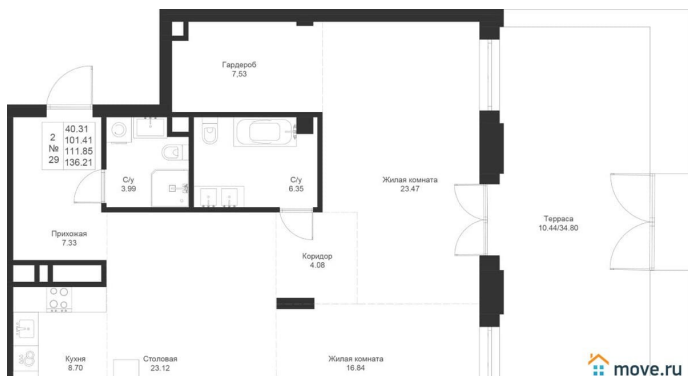 Гардероб
7,53
2
№
29
40.31
101.41
111.85
136.21
С/у
3.99
С/у
6.35
Жилая комната
23.47
Терраса
10.44/34.80
Прихожая
7.33
Коридор
4.08
Кухня
8.70
Столовая
23.12
Жилая комната
16.84
move.ru